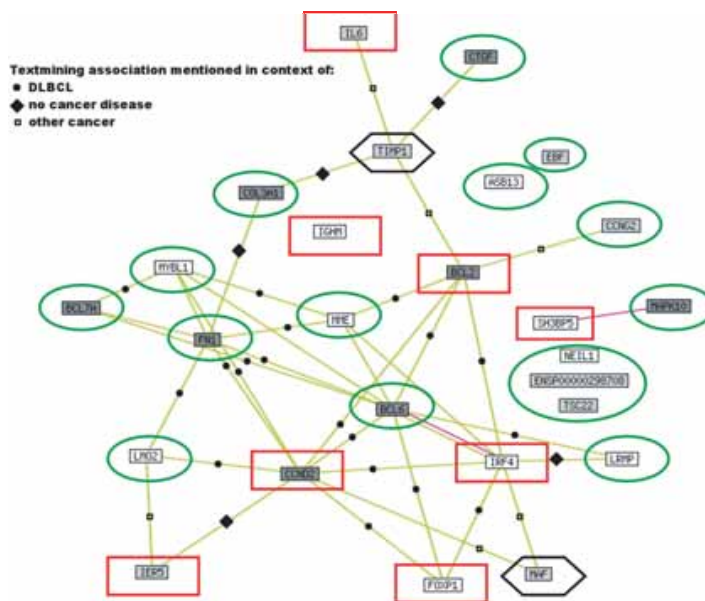 IL6
CTGF
Textmining association mentioned in context of:
DLBCL
no cancer disease
other cancer
TIMP1
EBF
ASB13
COL3A1
CCNG2
IGHM
MYBL1
BCL2
BCL7A
MAPK10
SH3BP5
MME
FN1
NEIL1
ENSP00000298708
TSC22
BCL6
LMO2
CCND2
IRF4
LRMP
IER5
FOXP1
MAF